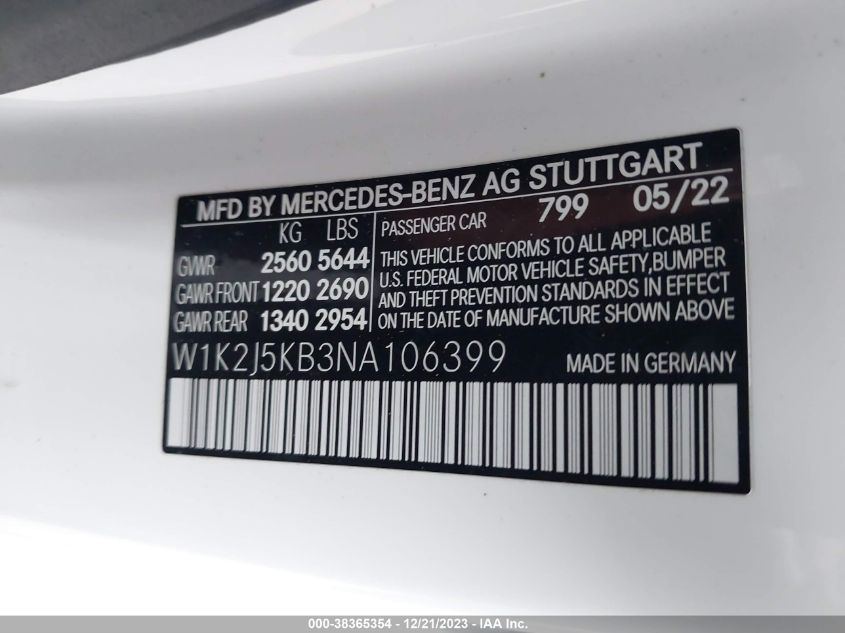 MFD BY MERCEDES-BENZ AG STUTTGART
KG LBS
GVWR 2560 5644
GAWR FRONT 1220 2690
GAWR REAR 1340 2954
PASSENGER CAR 799 05/22
THIS VEHICLE CONFORMS TO ALL APPLICABLE
U.S. FEDERAL MOTOR VEHICLE SAFETY,BUMPER
AND THEFT PREVENTION STANDARDS IN EFFECT
ON THE DATE OF MANUFACTURE SHOWN ABOVE
W1K2J5KB3NA106399 MADE IN GERMANY
000-38365354 - 12/21/2023 - IAA Inc.